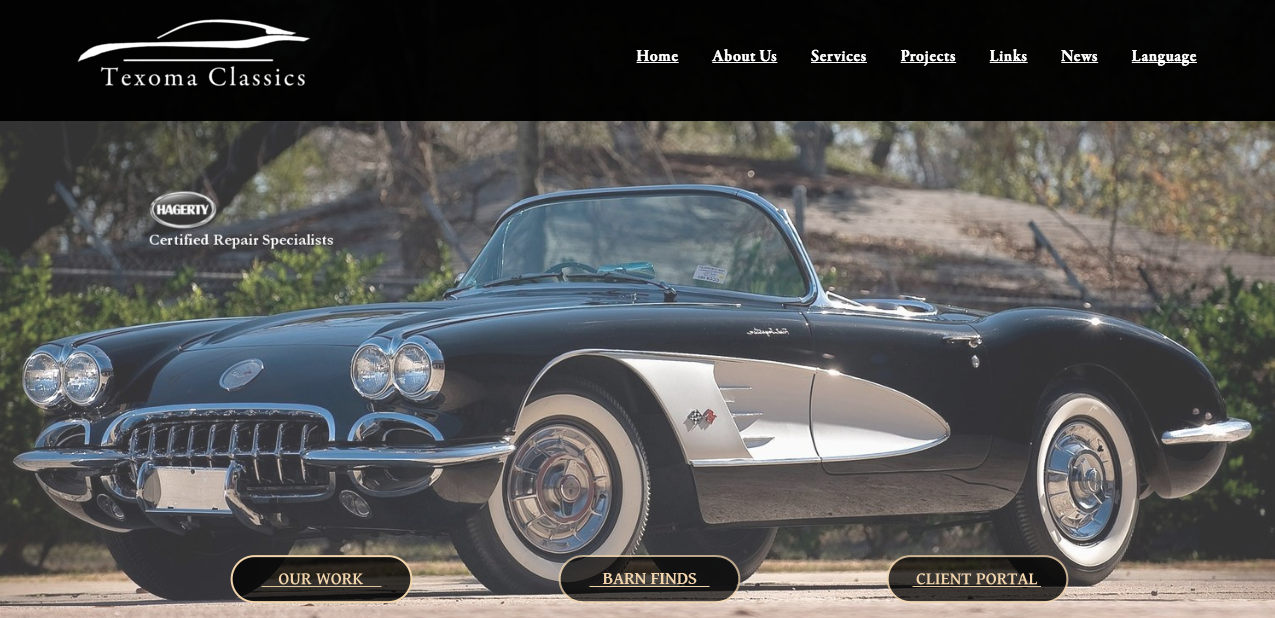 Texoma Classics
Home About Us Services Projects Links News Language
HAGERTY
Certified Repair Specialists
OUR WORK BARN FINDS CLIENT PORTAL